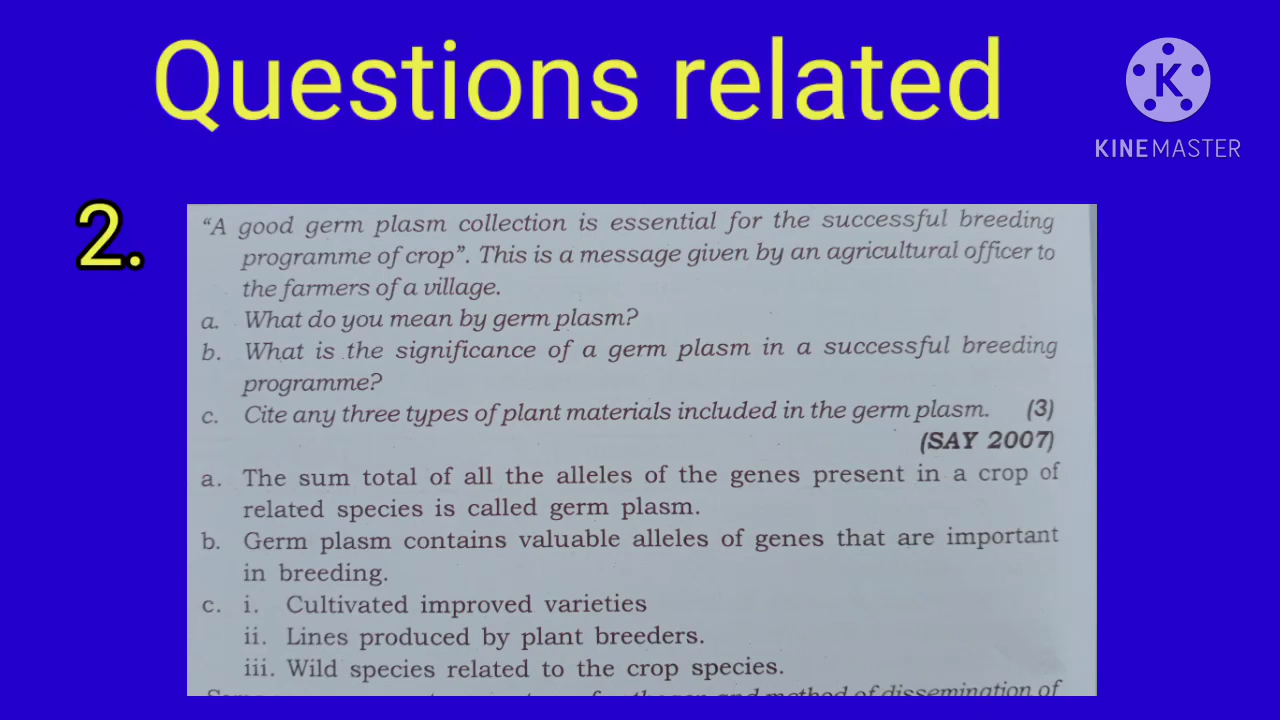 Questions related
K
KINEMASTER
2.
“A good germ plasm collection is essential for the successful breeding
programme of crop”. This is a message given by an agricultural officer to
the farmers of a village.
a. What do you mean by germ plasm?
b. What is the significance of a germ plasm in a successful breeding
programme?
c. Cite any three types of plant materials included in the germ plasm. (3)
(SAY 2007)
a. The sum total of all the alleles of the genes present in a crop of
related species is called germ plasm.
b. Germ plasm contains valuable alleles of genes that are important
in breeding.
c. i. Cultivated improved varieties
ii. Lines produced by plant breeders.
iii. Wild species related to the crop species.
and method of dissemination of